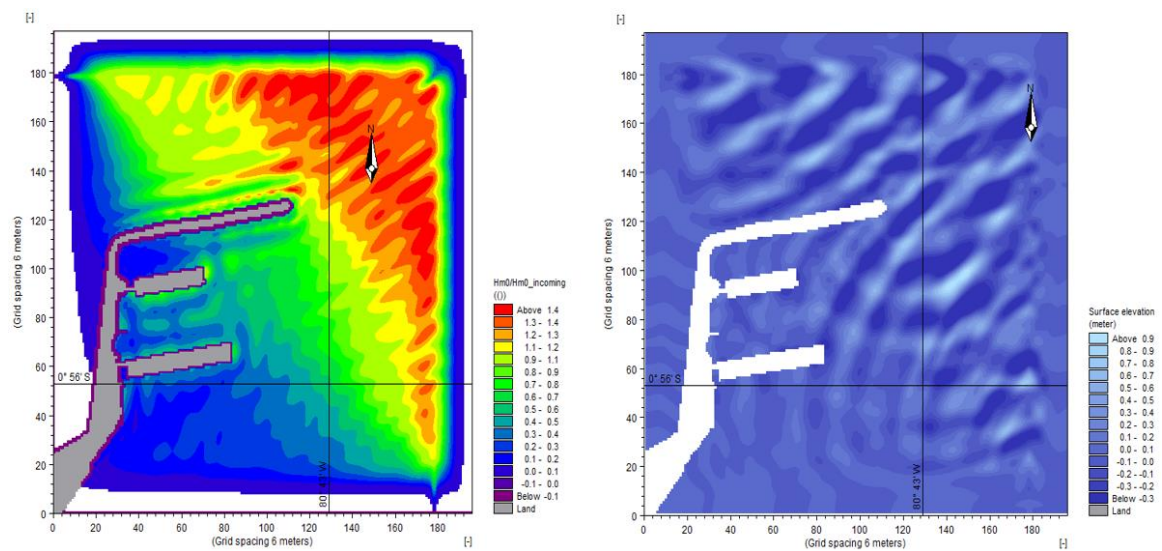 [-]
180
160
140
120
100
80
60
40
20
0
(Grid spacing 6 meters)
N
0° 56' S
80° 43' W
0 20 40 60 80 100 120 140 160 180
(Grid spacing 6 meters)
[-]
Hm0/Hm0_incoming
(())
Above 1.4
1.3 - 1.4
1.2 - 1.3
1.1 - 1.2
1.0 - 1.1
0.9 - 1.0
0.8 - 0.9
0.7 - 0.8
0.6 - 0.7
0.5 - 0.6
0.4 - 0.5
0.3 - 0.4
0.2 - 0.3
0.1 - 0.2
0.0 - 0.1
-0.1 - 0.0
Below -0.1
Land
[-]
180
160
140
120
100
80
60
40
20
0
(Grid spacing 6 meters)
N
0° 56' S
80° 43' W
0 20 40 60 80 100 120 140 160 180
(Grid spacing 6 meters)
[-]
Surface elevation
(meter)
Above 0.9
0.8 - 0.9
0.7 - 0.8
0.6 - 0.7
0.5 - 0.6
0.4 - 0.5
0.3 - 0.4
0.2 - 0.3
0.1 - 0.2
0.0 - 0.1
-0.1 - 0.0
-0.2 - -0.1
-0.3 - -0.2
Below -0.3
Land